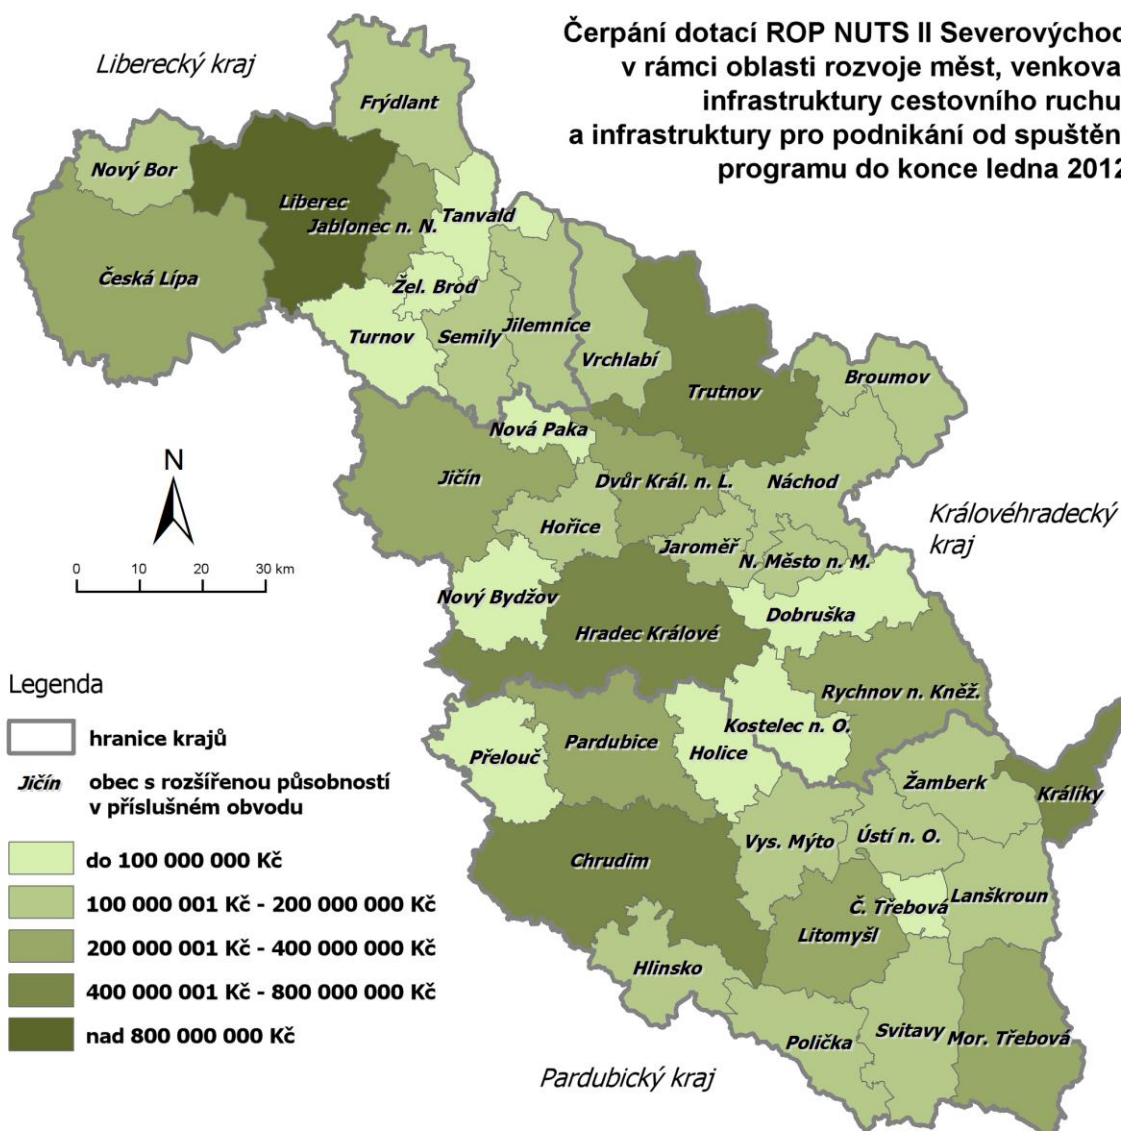 Čerpání dotací ROP NUTS II Severovýchod
v rámci oblasti rozvoje měst, venkova
infrastruktury cestovního ruchu
a infrastruktury pro podnikání od spuštěn
programu do konce ledna 2012
Liberecký kraj
Frýdlant
Nový Bor
Liberec
Jablonec n. N.
Tanvald
Česká Lípa
Žel. Brod
Turnov
Semily
Jilemnice
Vrchlabí
Trutnov
Broumov
Nová Paka
Jičín
Dvůr Král. n. L.
Náchod
Hořice
Jaroměř
N. Město n. M.
Královéhradecký
kraj
N
0 10 20 30 km
Nový Bydžov
Dobruška
Hradec Králové
Rychnov n. Kněž.
Kostelec n. O.
Pardubice
Holice
Přelouč
Žamberk
Králíky
Vys. Mýto
Ústí n. O.
Chrudim
Č. Třebová
Lanškroun
Litomyšl
Hlinsko
Polička
Svitavy
Mor. Třebová
Pardubický kraj
Legenda
hranice krajů
Jičín obec s rozšířenou působností
v příslušném obvodu
do 100 000 000 Kč
100 000 001 Kč - 200 000 000 Kč
200 000 001 Kč - 400 000 000 Kč
400 000 001 Kč - 800 000 000 Kč
nad 800 000 000 Kč